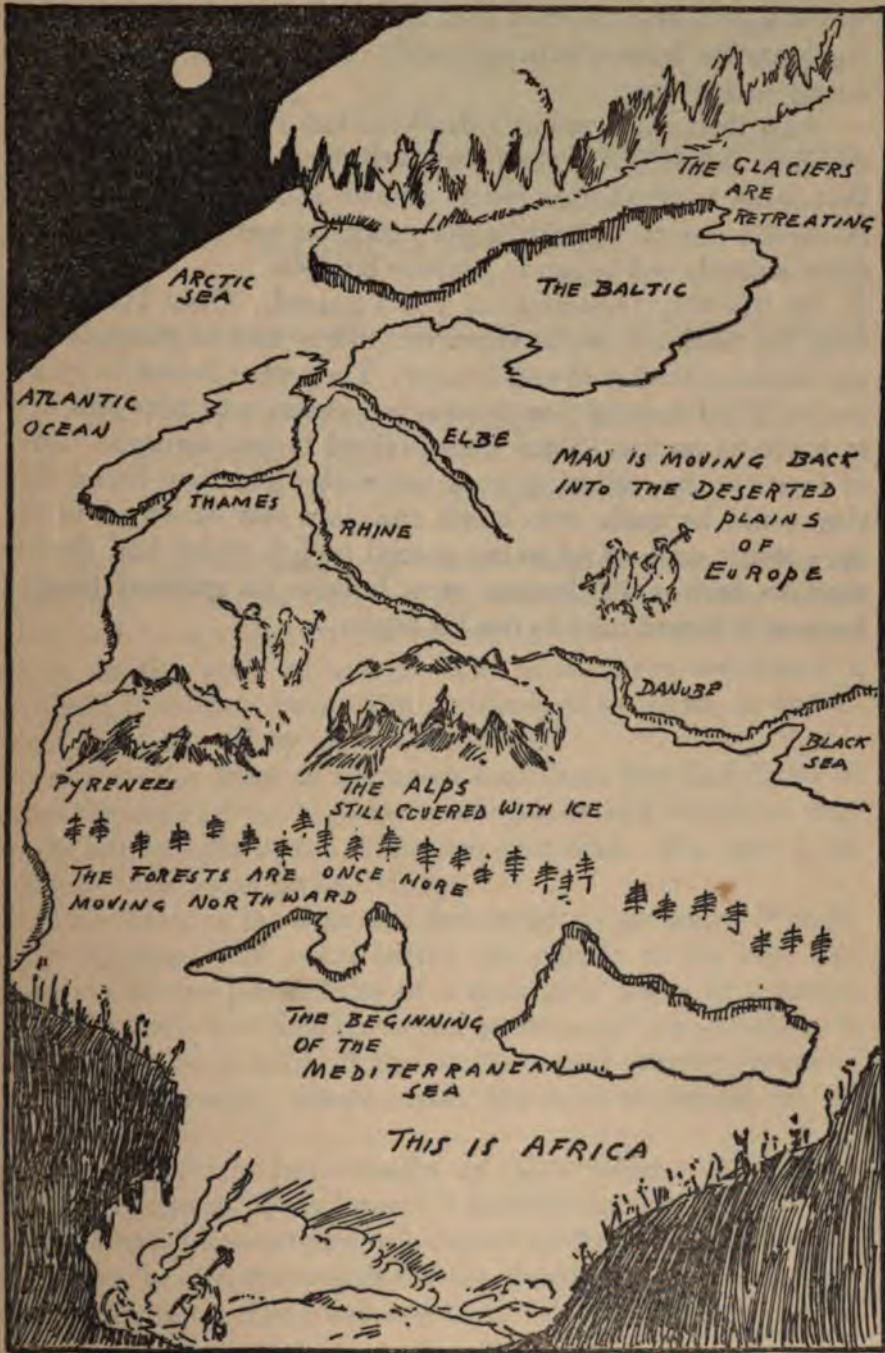 THE GLACIERS
ARE
RETREATING
ARCTIC
SEA
THE BALTIC
ATLANTIC
OCEAN
ELBE
MAN IS MOVING BACK
INTO THE DESERTED
PLAINS
OF
EUROPE
THAMES
RHINE
DANUBE
BLACK
SEA
PYRENEES
THE ALPS
STILL COVERED WITH ICE
THE FORESTS ARE ONCE MORE
MOVING NORTHWARD
THE BEGINNING
OF THE
MEDITERRANEAN
SEA
THIS IS AFRICA